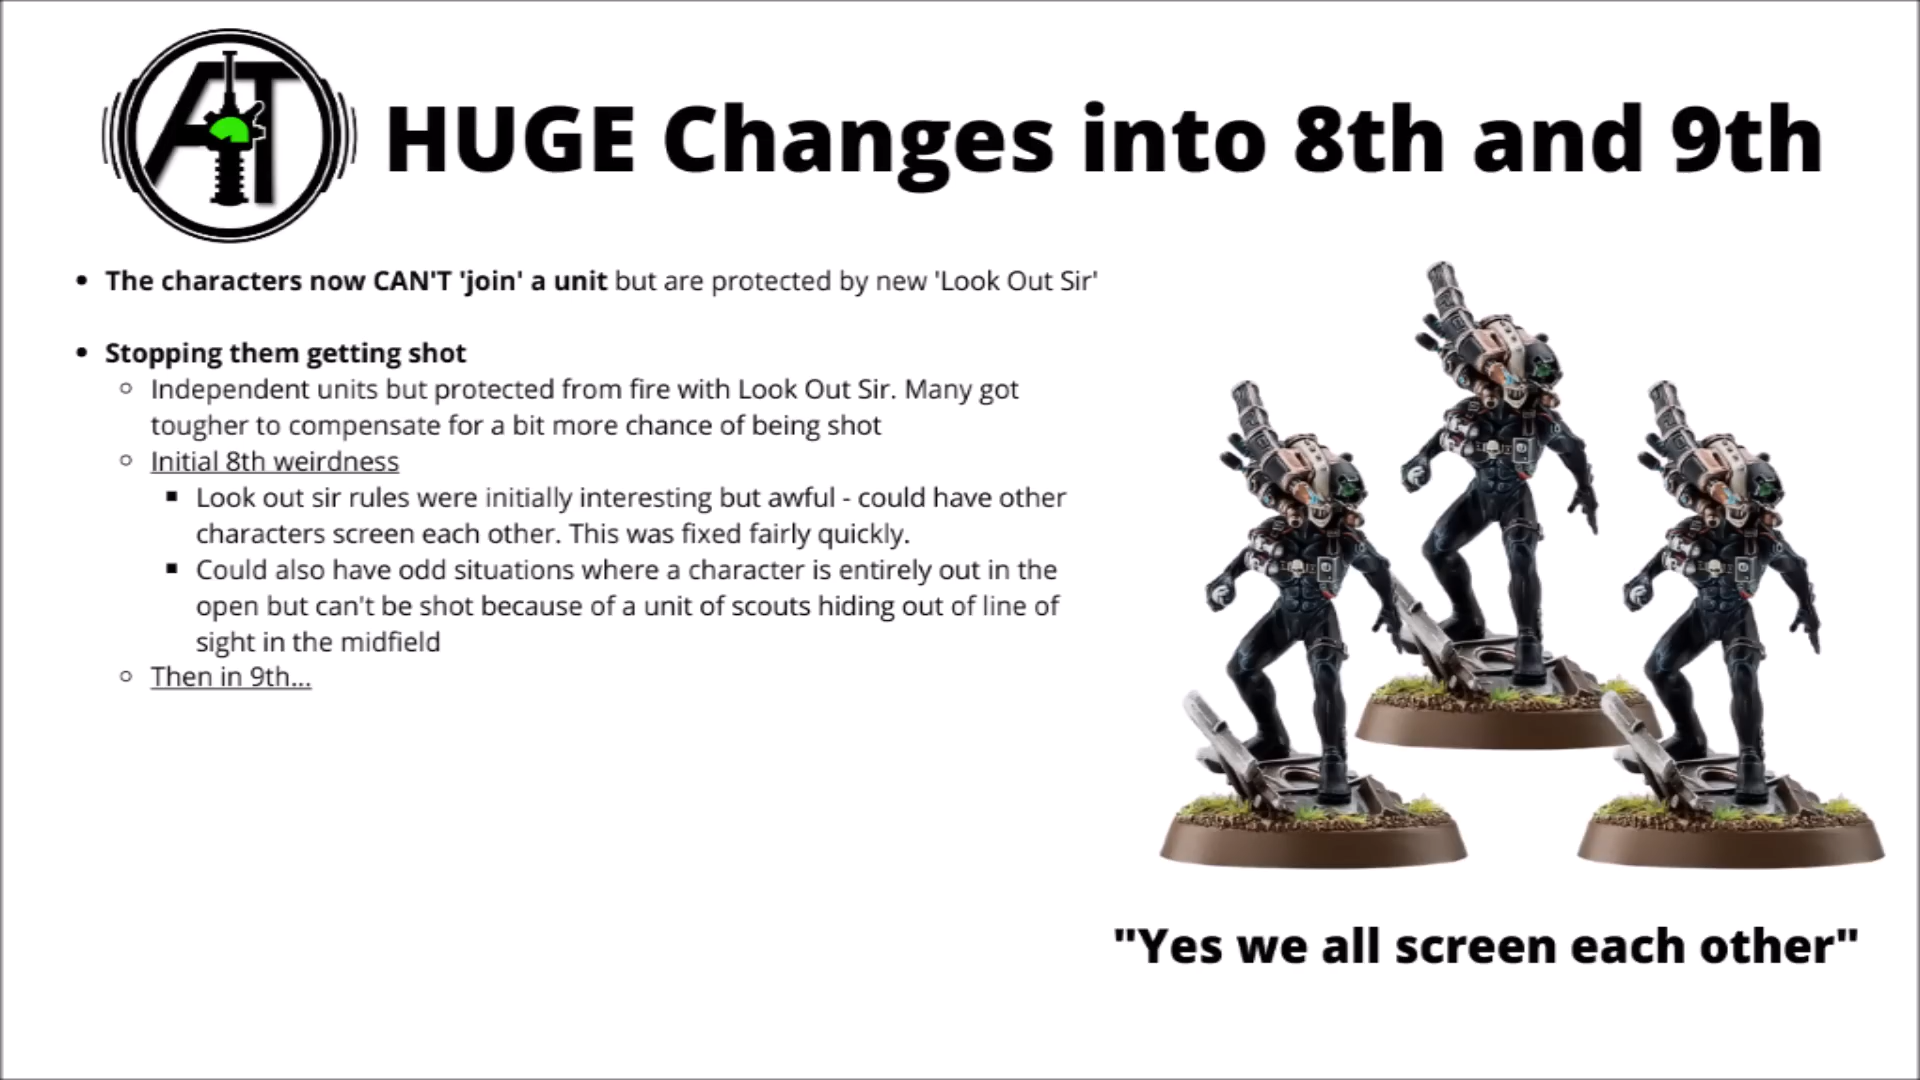 AT
HUGE Changes into 8th and 9th
• The characters now CAN'T 'join' a unit but are protected by new 'Look Out Sir'
• Stopping them getting shot
○ Independent units but protected from fire with Look Out Sir. Many got
tougher to compensate for a bit more chance of being shot
○ Initial 8th weirdness
▪ Look out sir rules were initially interesting but awful - could have other
characters screen each other. This was fixed fairly quickly.
▪ Could also have odd situations where a character is entirely out in the
open but can't be shot because of a unit of scouts hiding out of line of
sight in the midfield
○ Then in 9th...
"Yes we all screen each other"